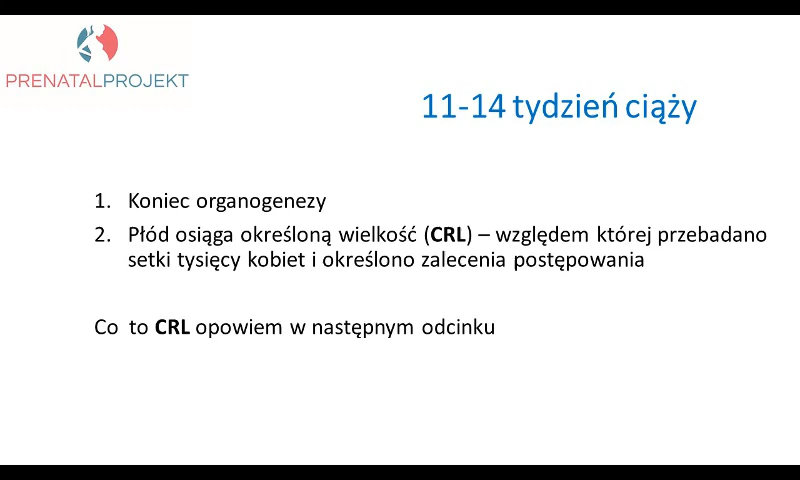 PRENATALPROJEKT
11-14 tydzień ciąży
1. Koniec organogenezy
2. Płód osiąga określoną wielkość (CRL) – względem której przebadano
setki tysięcy kobiet i określono zalecenia postępowania
Co to CRL opowiem w następnym odcinku